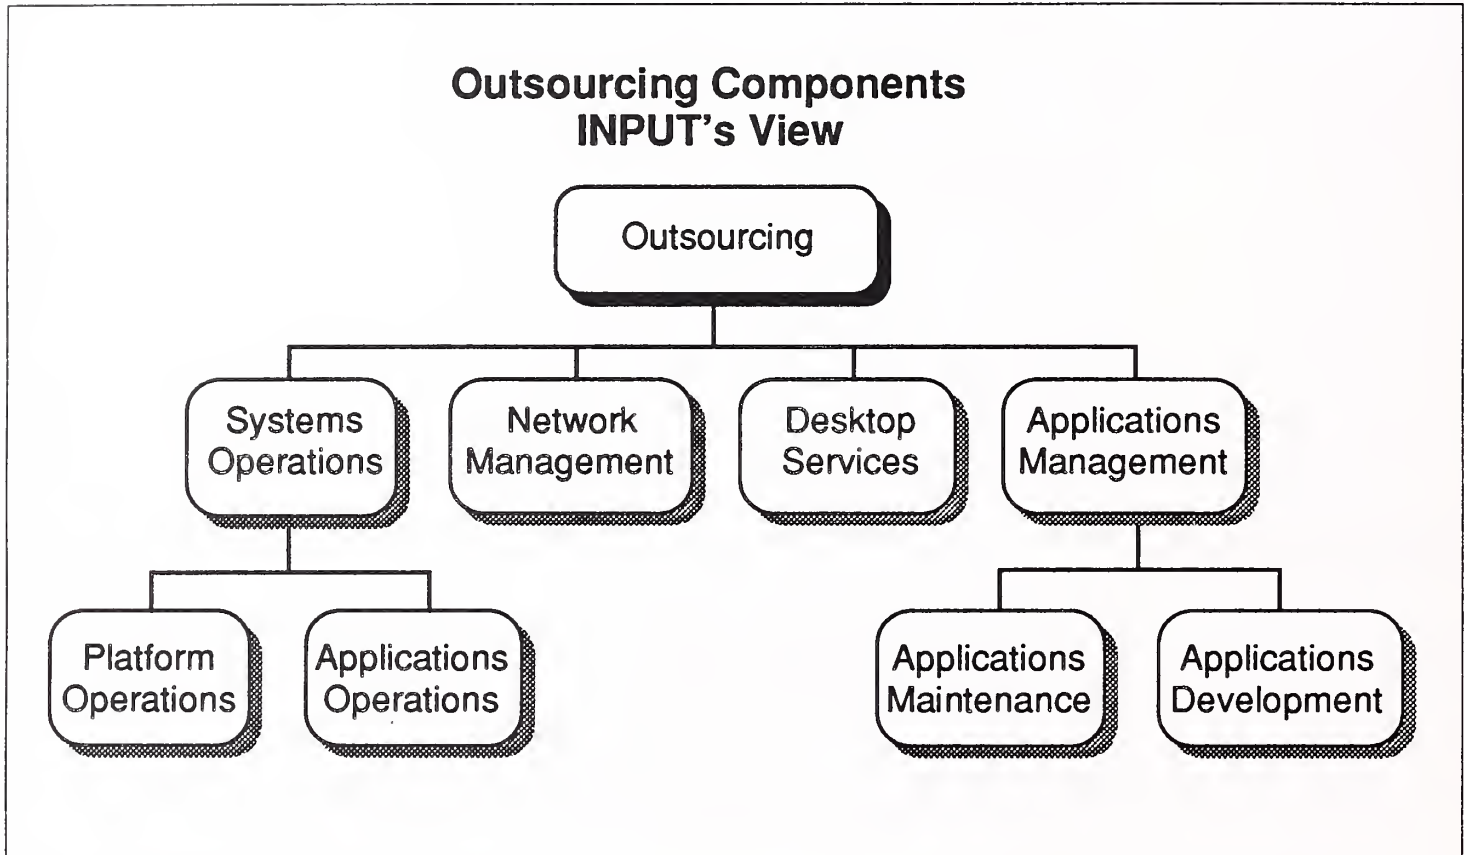 Outsourcing Components
INPUT's View
Outsourcing
Systems
Operations
Network
Management
Desktop
Services
Applications
Management
Platform
Operations
Applications
Operations
Applications
Maintenance
Applications
Development